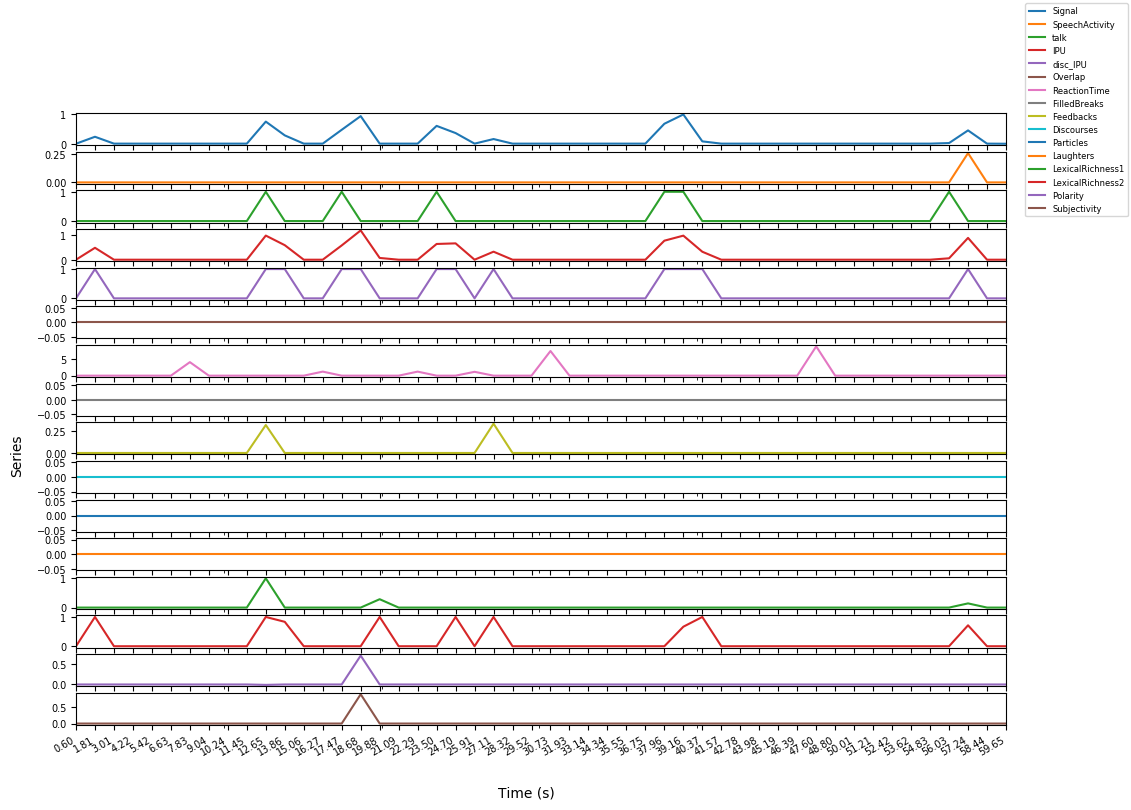 Signal
SpeechActivity
talk
IPU
disc_IPU
Overlap
ReactionTime
FilledBreaks
Feedbacks
Discourses
Particles
Laughters
LexicalRichness1
LexicalRichness2
Polarity
Subjectivity
1
0
0.25
0.00
1
0
1
0
1
0
0.05
0.00
−0.05
5
0
0.05
0.00
−0.05
0.25
0.00
0.05
0.00
−0.05
0.05
0.00
−0.05
0.05
0.00
−0.05
1
0
1
0
0.5
0.0
0.5
0.0
Series
0.60 1.81 3.01 4.22 5.42 6.63 7.83 9.04 10.24 11.45 12.65 13.86 15.06 16.27 17.47 18.68 19.88 21.09 22.29 23.50 24.70 25.91 27.11 28.32 29.52 30.73 31.93 33.14 34.34 35.55 36.75 37.96 39.16 40.37 41.57 42.78 43.98 45.19 46.39 47.60 48.80 50.01 51.21 52.42 53.62 54.83 56.03 57.24 58.44 59.65
Time (s)